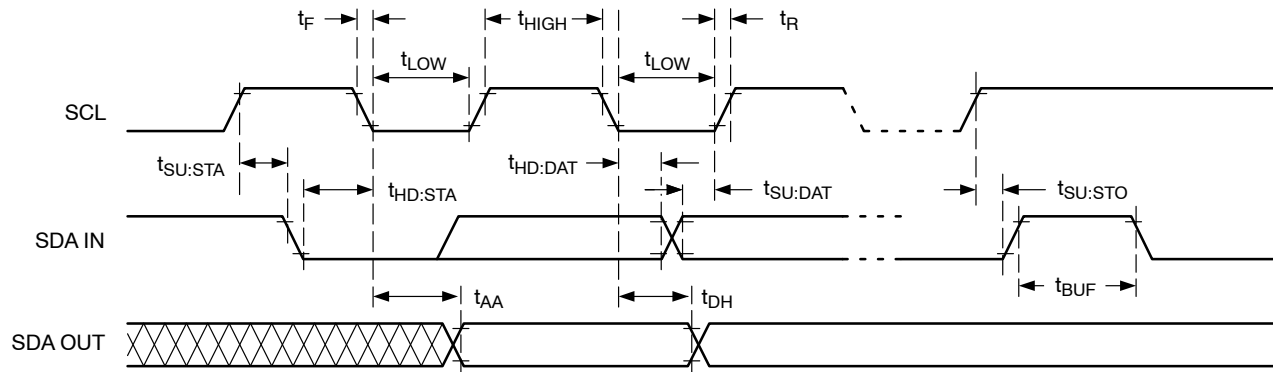 tF
tHIGH
tR
tLOW
tLOW
SCL
tSU:STA
tHD:DAT
tHD:STA
tSU:DAT
tSU:STO
SDA IN
tBUF
tAA
tDH
SDA OUT